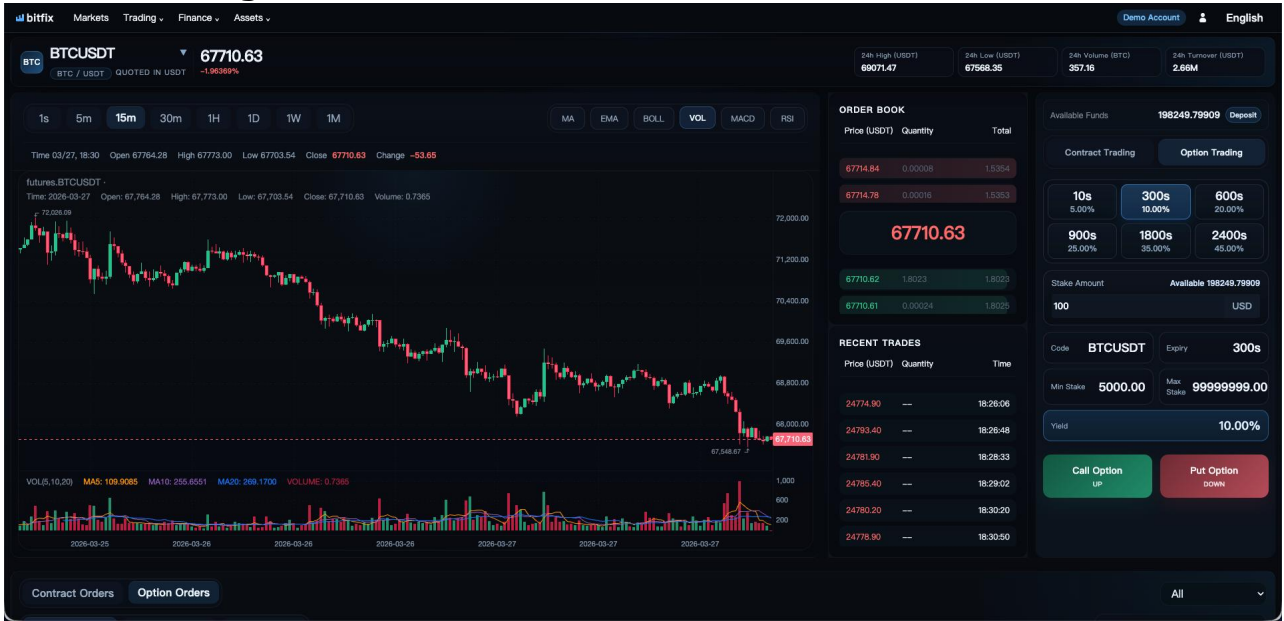 bitfix Markets Trading Finance Assets Demo Account English
BTC BTCUSDT 67710.63
BTC / USDT QUOTED IN USDT -1.96369%
24h High (USDT) 24h Low (USDT) 24h Volume (BTC) 24h Turnover (USDT)
69071.47 67568.35 357.16 2.66M
1s 5m 15m 30m 1H 1D 1W 1M MA EMA BOLL VOL MACD RSI
Time 03/27, 18:30 Open 67764.28 High 67773.00 Low 67703.54 Close 67710.63 Change -53.65
futures.BTCUSDT ·
Time: 2026-03-27 Open: 67,764.28 High: 67,773.00 Low: 67,703.54 Close: 67,710.63 Volume: 0.7365
72,026.09
72,000.00
71,200.00
70,400.00
69,600.00
68,800.00
68,000.00
67,710.63
67,548.67
VOL(5,10,20) MA5: 109.9085 MA10: 255.6551 MA20: 269.1700 VOLUME: 0.7365
1,000
600
200
2026-03-25 2026-03-26 2026-03-26 2026-03-26 2026-03-27 2026-03-27 2026-03-27
ORDER BOOK
Price (USDT) Quantity Total
67714.84 0.00008 1.5354
67714.78 0.00016 1.5353
67710.63
67710.62 1.8023 1.8023
67710.61 0.00024 1.8025
RECENT TRADES
Price (USDT) Quantity Time
24774.90 -- 18:26:06
24793.40 -- 18:26:48
24781.90 -- 18:28:33
24785.40 -- 18:29:02
24780.20 -- 18:30:20
24778.90 -- 18:30:50
Available Funds 198249.79909 Deposit
Contract Trading Option Trading
10s 300s 600s
5.00% 10.00% 20.00%
900s 1800s 2400s
25.00% 35.00% 45.00%
Stake Amount Available 198249.79909
100 USD
Code BTCUSDT Expiry 300s
Min Stake 5000.00 Max Stake 99999999.00
Yield 10.00%
Call Option Put Option
UP DOWN
Contract Orders Option Orders All